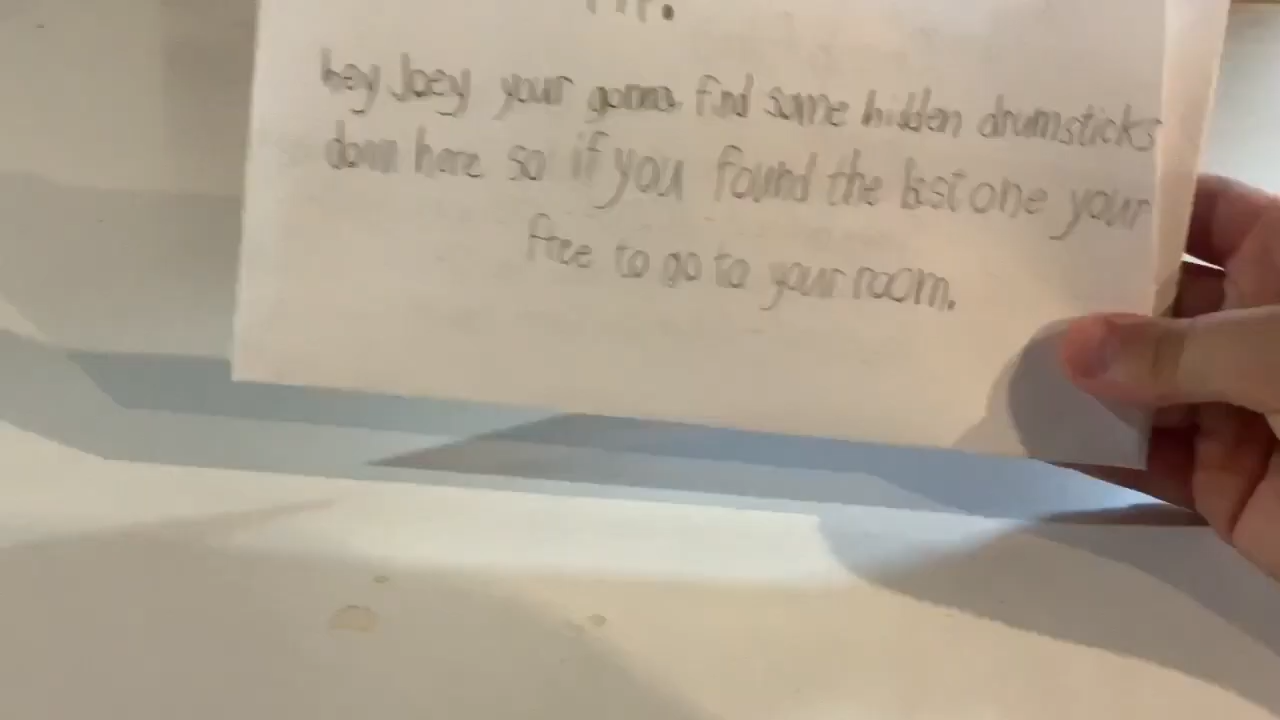 hey Joey your gonna find some hidden drumsticks
down here so if you found the last one your
free to go to your room.